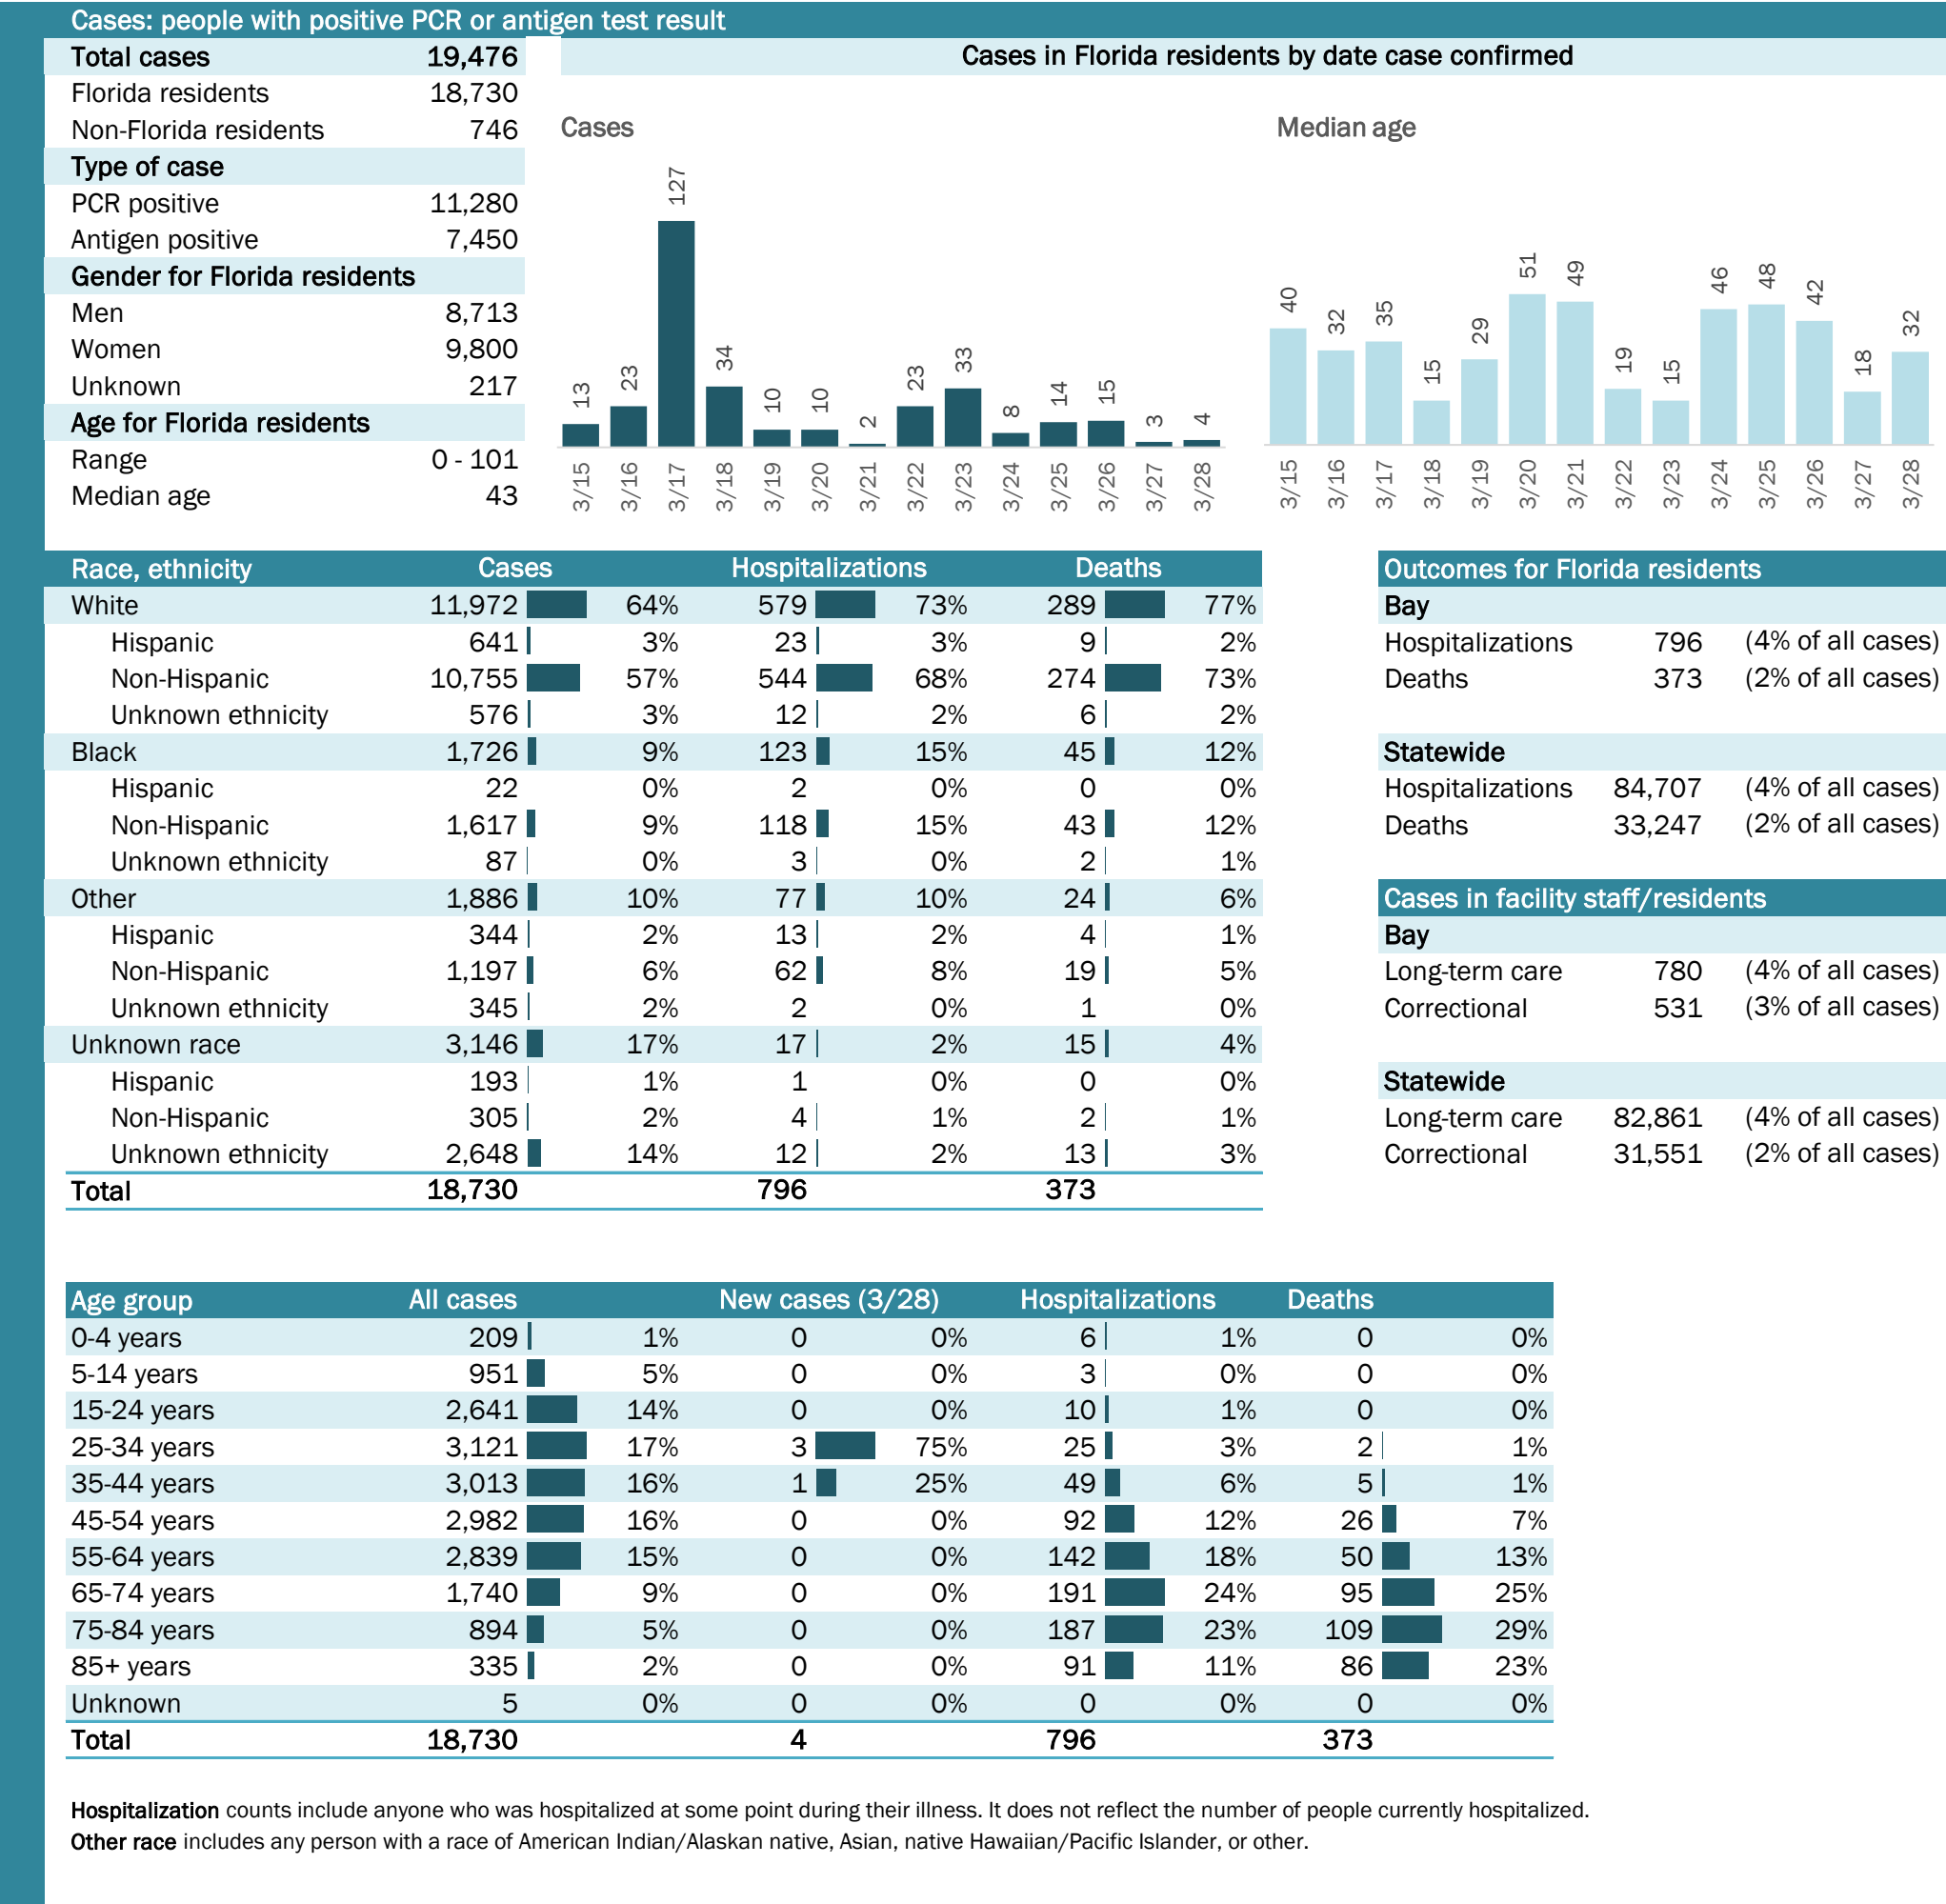 Cases: people with positive PCR or antigen test result
Total cases 19,476
Florida residents 18,730
Non-Florida residents 746
Type of case
PCR positive 11,280
Antigen positive 7,450
Gender for Florida residents
Men 8,713
Women 9,800
Unknown 217
Age for Florida residents
Range 0 - 101
Median age 43
Cases in Florida residents by date case confirmed
Cases
13 23 127 34 10 10 2 23 33 8 14 15 3 4
3/15 3/16 3/17 3/18 3/19 3/20 3/21 3/22 3/23 3/24 3/25 3/26 3/27 3/28
Median age
40 32 35 15 29 51 49 19 15 46 48 42 18 32
3/15 3/16 3/17 3/18 3/19 3/20 3/21 3/22 3/23 3/24 3/25 3/26 3/27 3/28
Race, ethnicity Cases Hospitalizations Deaths
White 11,972 64% 579 73% 289 77%
Hispanic 641 3% 23 3% 9 2%
Non-Hispanic 10,755 57% 544 68% 274 73%
Unknown ethnicity 576 3% 12 2% 6 2%
Black 1,726 9% 123 15% 45 12%
Hispanic 22 0% 2 0% 0 0%
Non-Hispanic 1,617 9% 118 15% 43 12%
Unknown ethnicity 87 0% 3 0% 2 1%
Other 1,886 10% 77 10% 24 6%
Hispanic 344 2% 13 2% 4 1%
Non-Hispanic 1,197 6% 62 8% 19 5%
Unknown ethnicity 345 2% 2 0% 1 0%
Unknown race 3,146 17% 17 2% 15 4%
Hispanic 193 1% 1 0% 0 0%
Non-Hispanic 305 2% 4 1% 2 1%
Unknown ethnicity 2,648 14% 12 2% 13 3%
Total 18,730 796 373
Outcomes for Florida residents
Bay
Hospitalizations 796 (4% of all cases)
Deaths 373 (2% of all cases)
Statewide
Hospitalizations 84,707 (4% of all cases)
Deaths 33,247 (2% of all cases)
Cases in facility staff/residents
Bay
Long-term care 780 (4% of all cases)
Correctional 531 (3% of all cases)
Statewide
Long-term care 82,861 (4% of all cases)
Correctional 31,551 (2% of all cases)
Age group All cases New cases (3/28) Hospitalizations Deaths
0-4 years 209 1% 0 0% 6 1% 0 0%
5-14 years 951 5% 0 0% 3 0% 0 0%
15-24 years 2,641 14% 0 0% 10 1% 0 0%
25-34 years 3,121 17% 3 75% 25 3% 2 1%
35-44 years 3,013 16% 1 25% 49 6% 5 1%
45-54 years 2,982 16% 0 0% 92 12% 26 7%
55-64 years 2,839 15% 0 0% 142 18% 50 13%
65-74 years 1,740 9% 0 0% 191 24% 95 25%
75-84 years 894 5% 0 0% 187 23% 109 29%
85+ years 335 2% 0 0% 91 11% 86 23%
Unknown 5 0% 0 0% 0 0% 0 0%
Total 18,730 4 796 373
Hospitalization counts include anyone who was hospitalized at some point during their illness. It does not reflect the number of people currently hospitalized.
Other race includes any person with a race of American Indian/Alaskan native, Asian, native Hawaiian/Pacific Islander, or other.